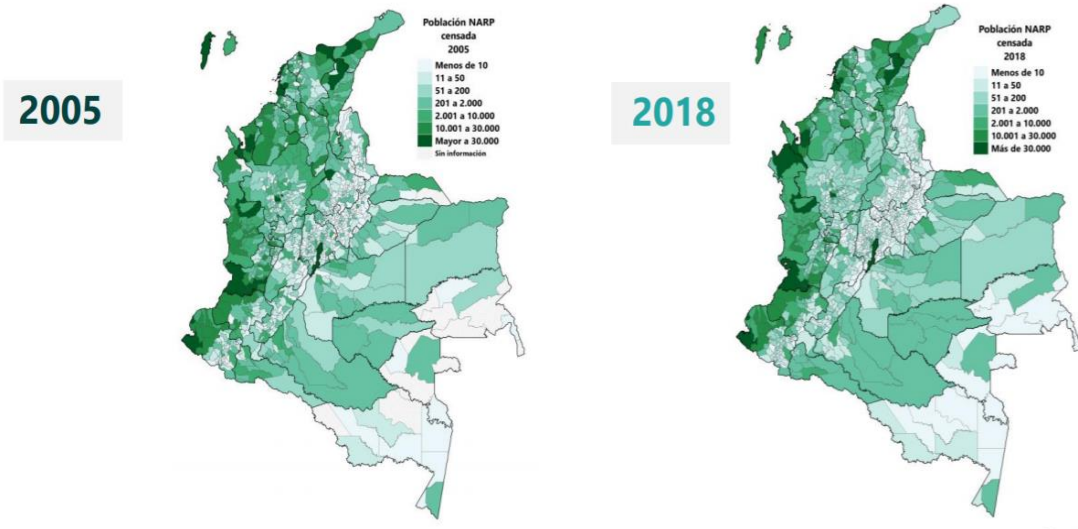 2005
Población NARP
censada
2005
Menos de 10
11 a 50
51 a 200
201 a 2.000
2.001 a 10.000
10.001 a 30.000
Mayor a 30.000
Sin información
2018
Población NARP
censada
2018
Menos de 10
11 a 50
51 a 200
201 a 2.000
2.001 a 10.000
10.001 a 30.000
Más de 30.000